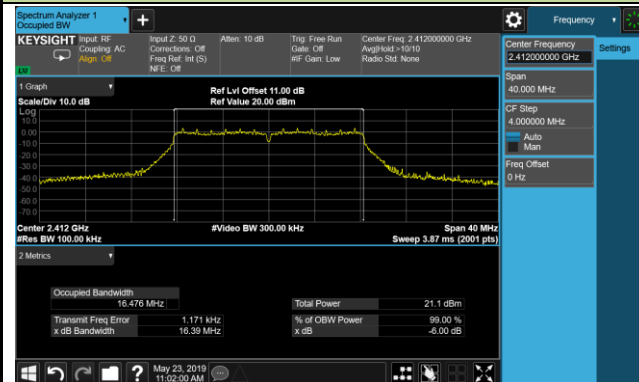 Spectrum Analyzer 1
Occupied BW
Frequency
KEYSIGHT
Input: RF
Coupling: AC
Align: Off
Input Z: 50 Ω
Corrections: Off
Freq Ref: Int (S)
NFE: Off
Atten: 10 dB
Trig: Free Run
Gate: Off
#IF Gain: Low
Center Freq: 2.412000000 GHz
Avg|Hold:>10/10
Radio Std: None
Center Frequency
2.412000000 GHz
Settings
Span
40.000 MHz
CF Step
4.000000 MHz
Auto
Man
Freq Offset
0 Hz
1 Graph
Scale/Div 10.0 dB
Ref Lvl Offset 11.00 dB
Ref Value 20.00 dBm
Log
10.0
0.00
-10.0
-20.0
-30.0
-40.0
-50.0
-60.0
-70.0
Center 2.412 GHz
#Video BW 300.00 kHz
Span 40 MHz
#Res BW 100.00 kHz
Sweep 3.87 ms (2001 pts)
2 Metrics
Occupied Bandwidth
16.476 MHz
Total Power 21.1 dBm
Transmit Freq Error 1.171 kHz
% of OBW Power 99.00 %
x dB Bandwidth 16.39 MHz
x dB -6.00 dB
May 23, 2019
11:02:00 AM